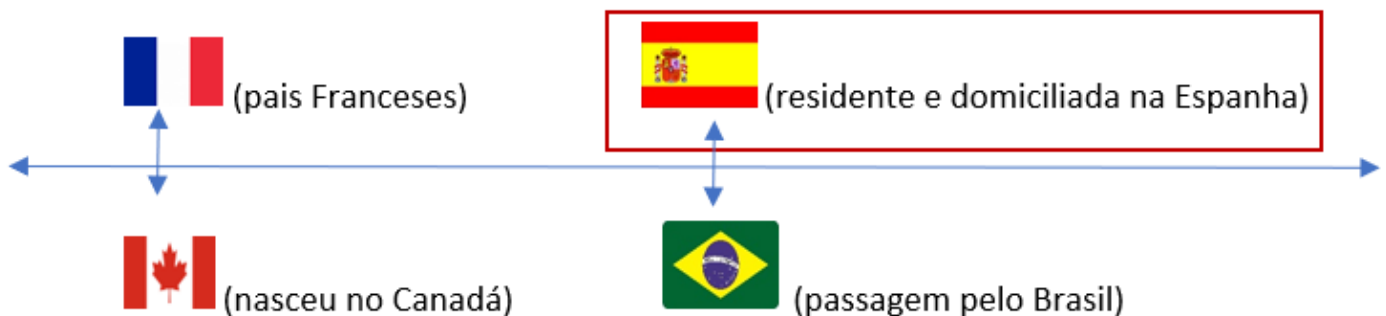 (pais Franceses)
(residente e domiciliada na Espanha)
(nasceu no Canadá)
(passagem pelo Brasil)